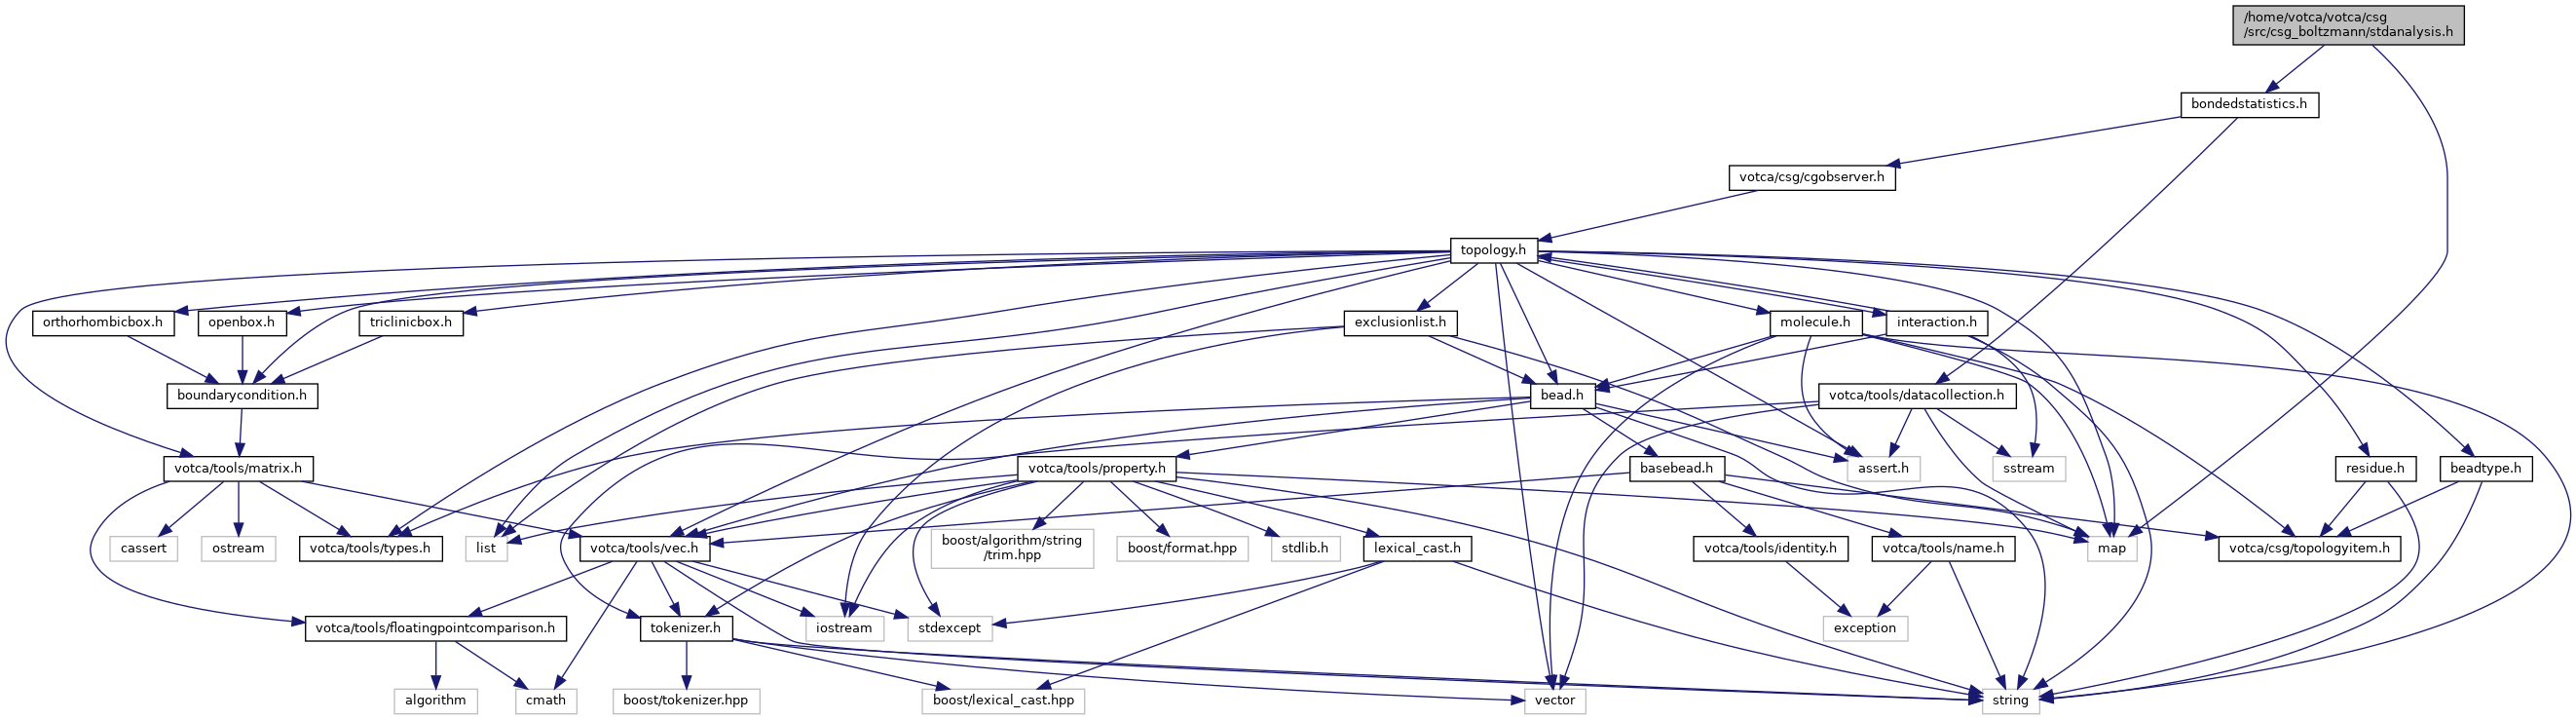 /home/votca/votca/csg
/src/csg_boltzmann/stdanalysis.h
bondedstatistics.h
votca/csg/cgobserver.h
topology.h
orthorhombicbox.h
openbox.h
triclinicbox.h
exclusionlist.h
molecule.h
interaction.h
boundarycondition.h
bead.h
votca/tools/datacollection.h
votca/tools/matrix.h
votca/tools/property.h
basebead.h
assert.h
sstream
residue.h
beadtype.h
cassert
ostream
votca/tools/types.h
list
votca/tools/vec.h
boost/algorithm/string
/trim.hpp
boost/format.hpp
stdlib.h
lexical_cast.h
votca/tools/identity.h
votca/tools/name.h
map
votca/csg/topologyitem.h
votca/tools/floatingpointcomparison.h
tokenizer.h
iostream
stdexcept
exception
algorithm
cmath
boost/tokenizer.hpp
boost/lexical_cast.hpp
vector
string